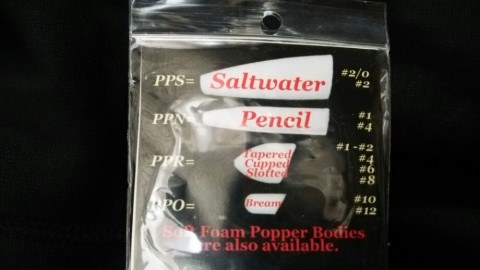 PPS= Saltwater #2/0
#2
PPN= Pencil #1
#4
PPR= Tapered Cupped Slotted #1 -#2
#4
#6
#8
PPO= Bream #10
#12
Soft Foam Popper Bodies
are also available.